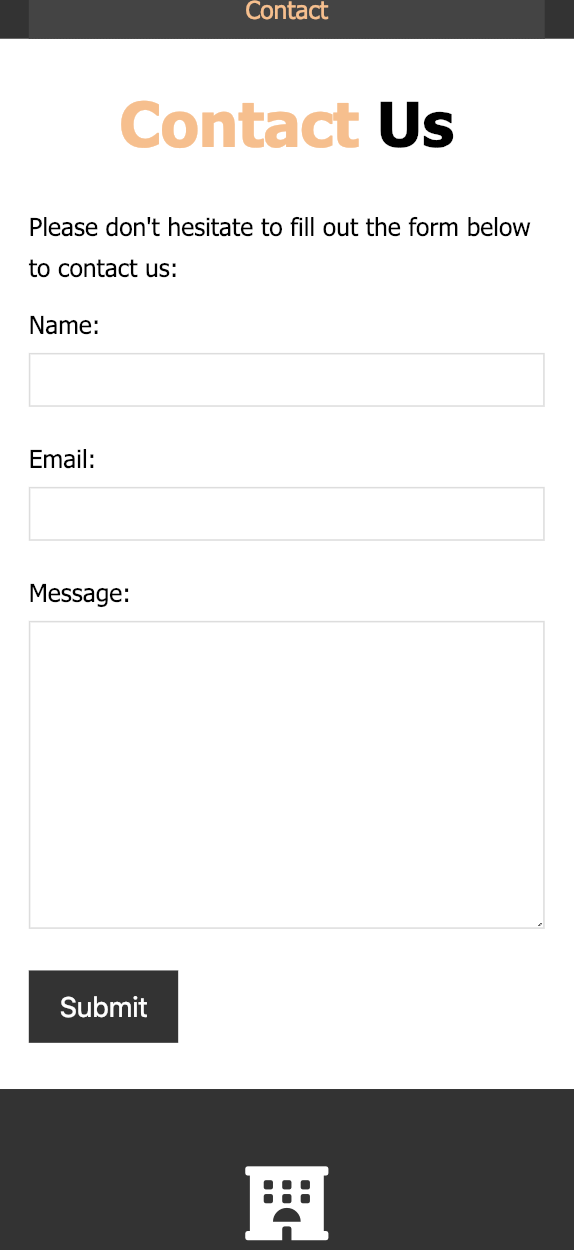 Contact
Contact Us
Please don't hesitate to fill out the form below
to contact us:
Name:
Email:
Message:
Submit